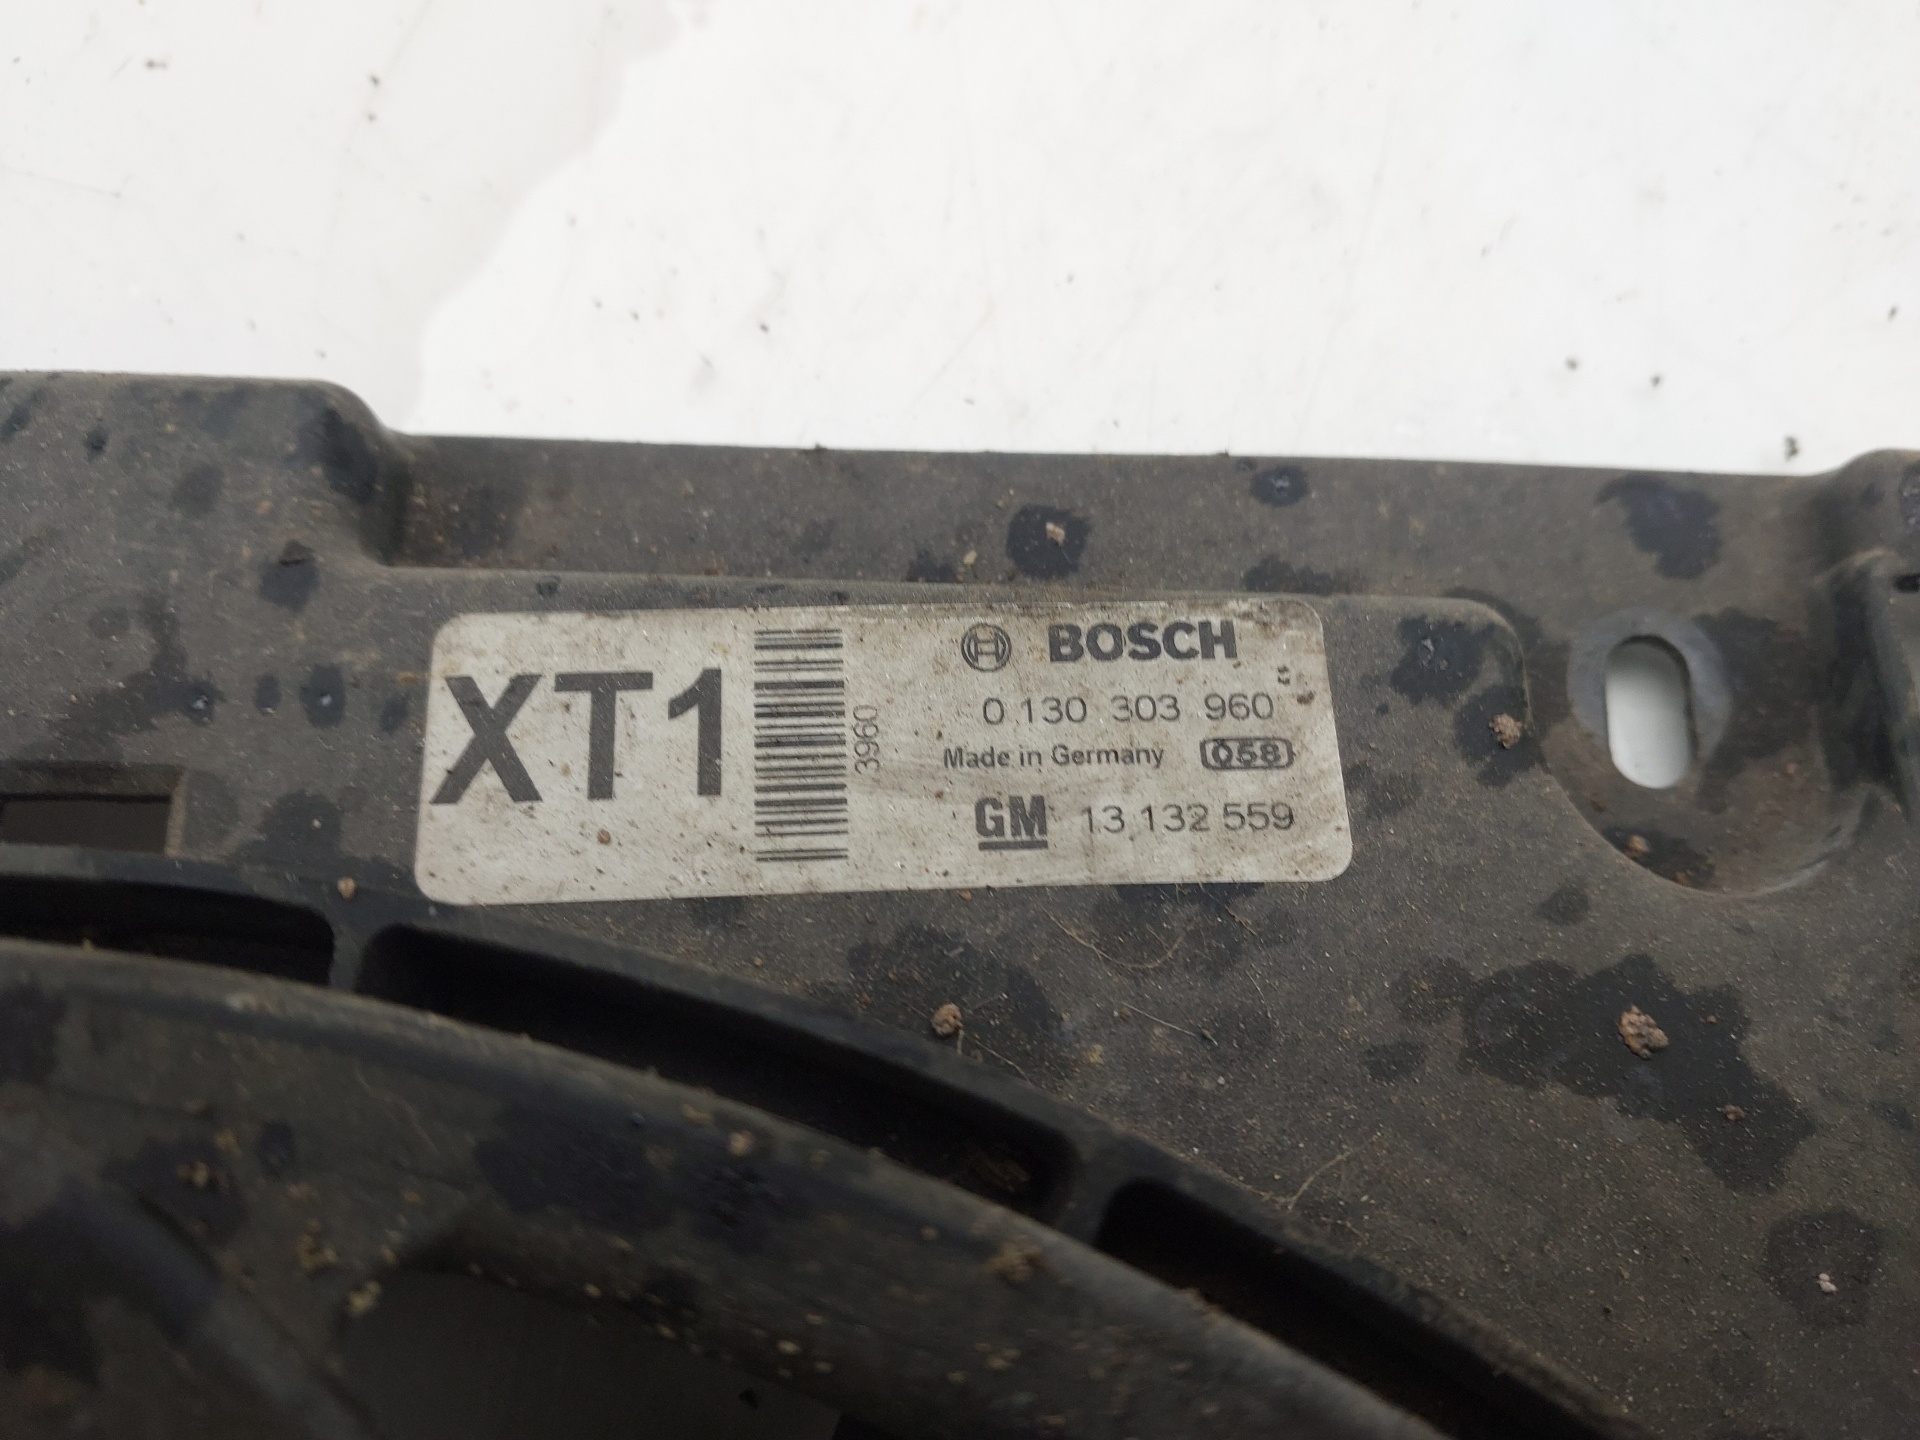 XT1
3960
BOSCH
0 130 303 960
Made in Germany 058
GM 13 132 559